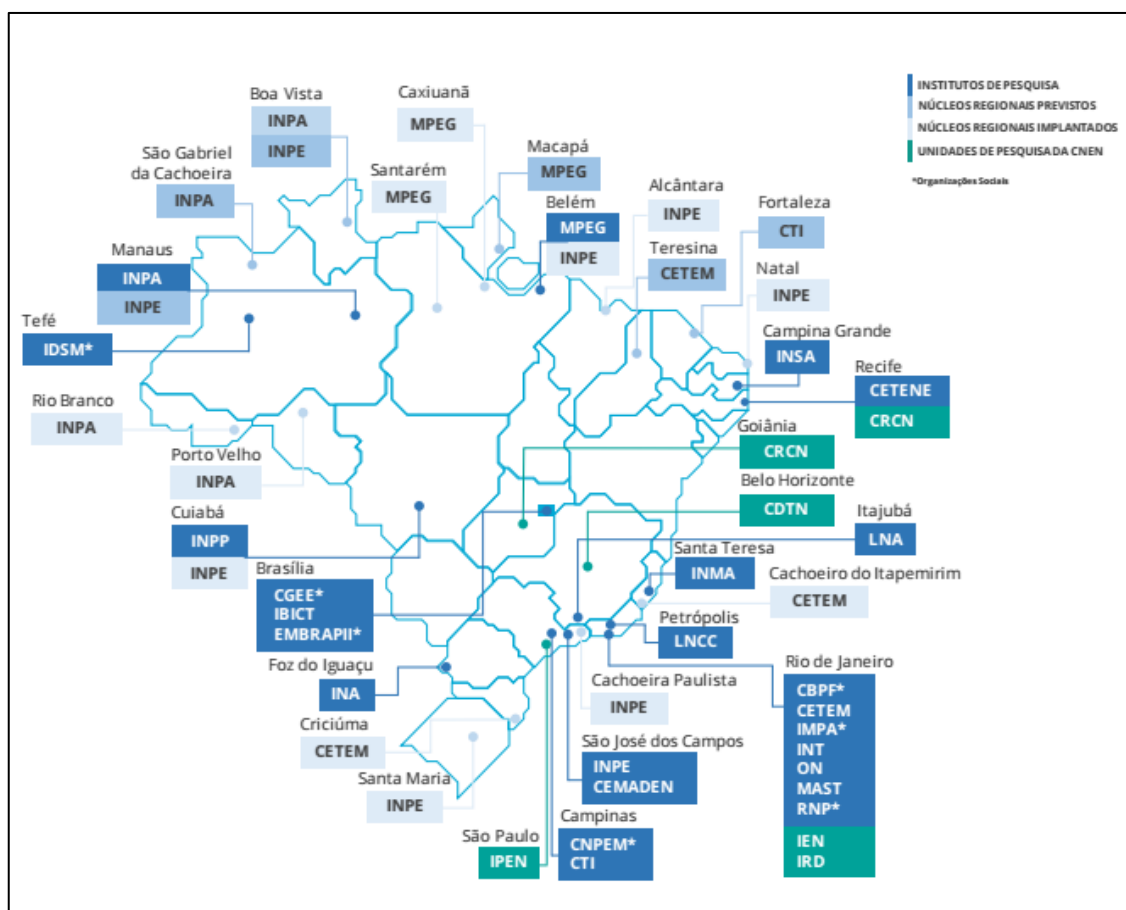 INSTITUTOS DE PESQUISA
NÚCLEOS REGIONAIS PREVISTOS
NÚCLEOS REGIONAIS IMPLANTADOS
UNIDADES DE PESQUISA DA CNEN
*Organizações Sociais
Boa Vista
INPA
INPE
Caxiuanã
MPEG
São Gabriel
da Cachoeira
INPA
Santarém
MPEG
Macapá
MPEG
Belém
MPEG
INPE
Alcântara
INPE
Teresina
CETEM
Fortaleza
CTI
Natal
INPE
Manaus
INPA
INPE
Tefé
IDSM*
Campina Grande
INSA
Recife
CETENE
CRCN
Rio Branco
INPA
Porto Velho
INPA
Goiânia
CRCN
Belo Horizonte
CDTN
Cuiabá
INPP
INPE
Itajubá
LNA
Santa Teresa
INMA
Brasília
CGEE*
IBICT
EMBRAPII*
Cachoeiro do Itapemirim
CETEM
Petrópolis
LNCC
Foz do Iguaçu
INA
Rio de Janeiro
CBPF*
CETEM
IMPA*
INT
ON
MAST
RNP*
IEN
IRD
Cachoeira Paulista
INPE
Criciúma
CETEM
São José dos Campos
INPE
CEMADEN
Santa Maria
INPE
Campinas
CNPEM*
CTI
São Paulo
IPEN